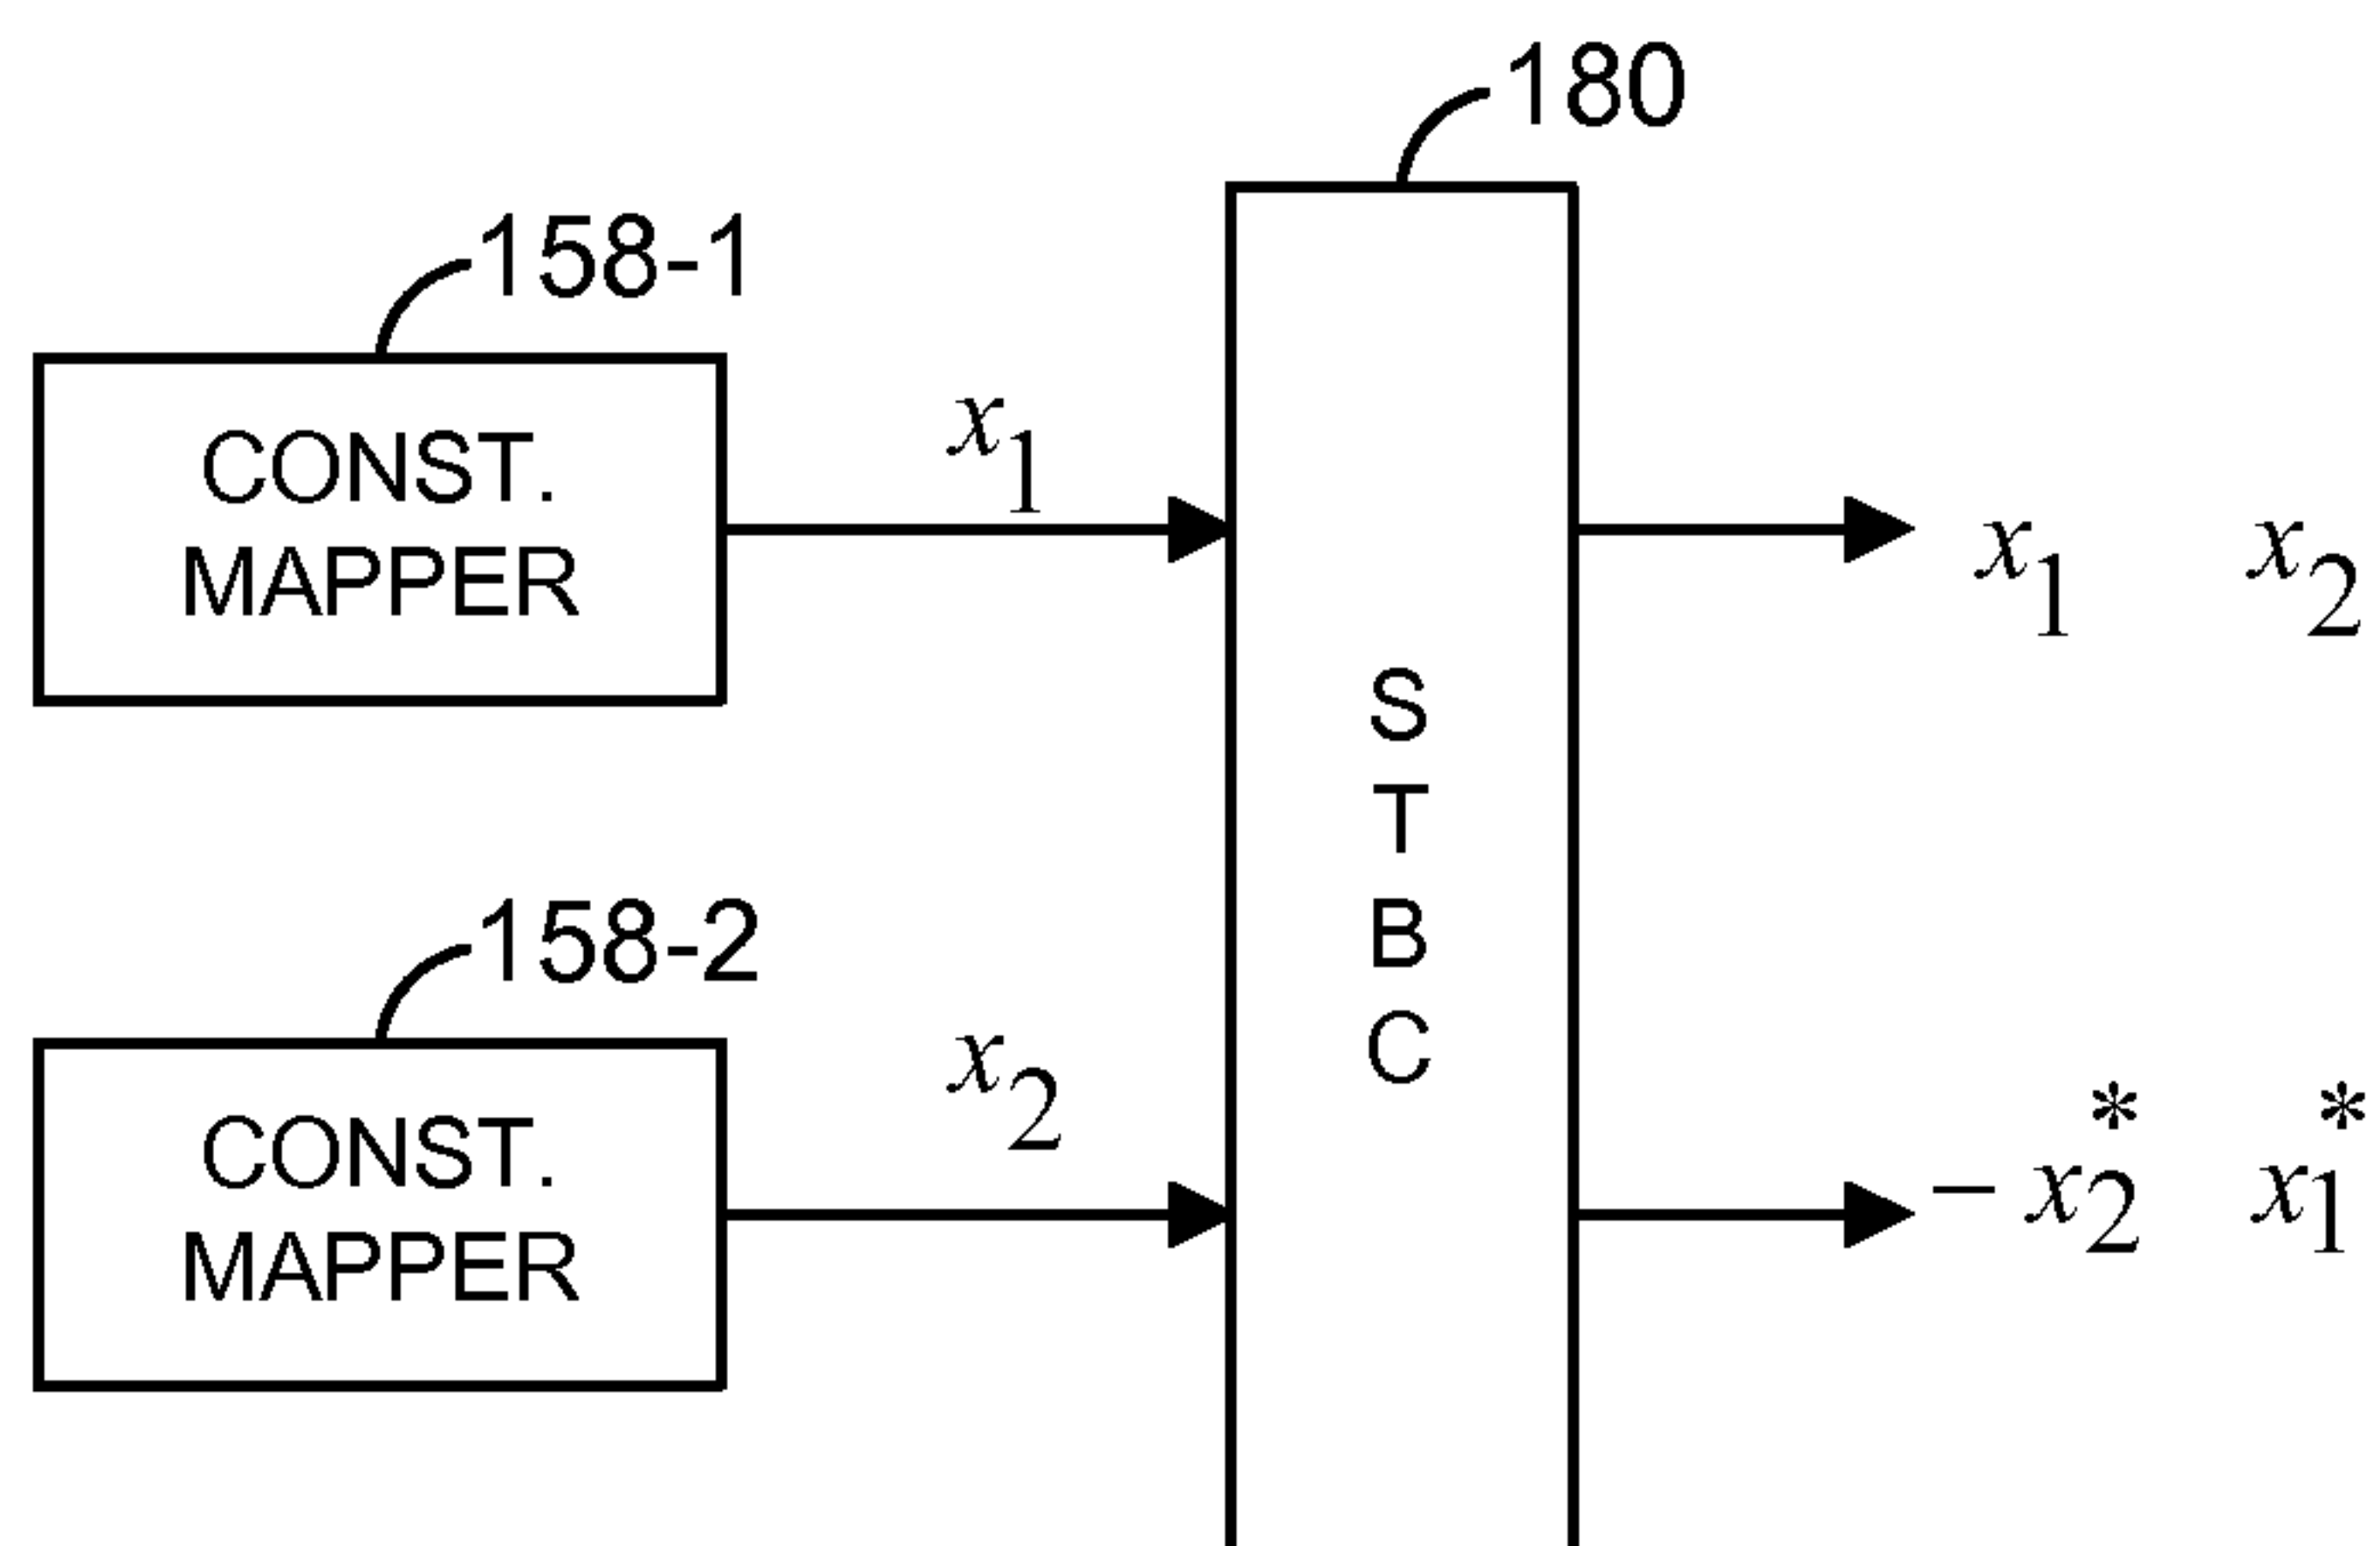 180
158-1
CONST.
MAPPER
x₁
x₁ x₂
S
T
B
C
158-2
CONST.
MAPPER
x₂
− x₂* x₁*